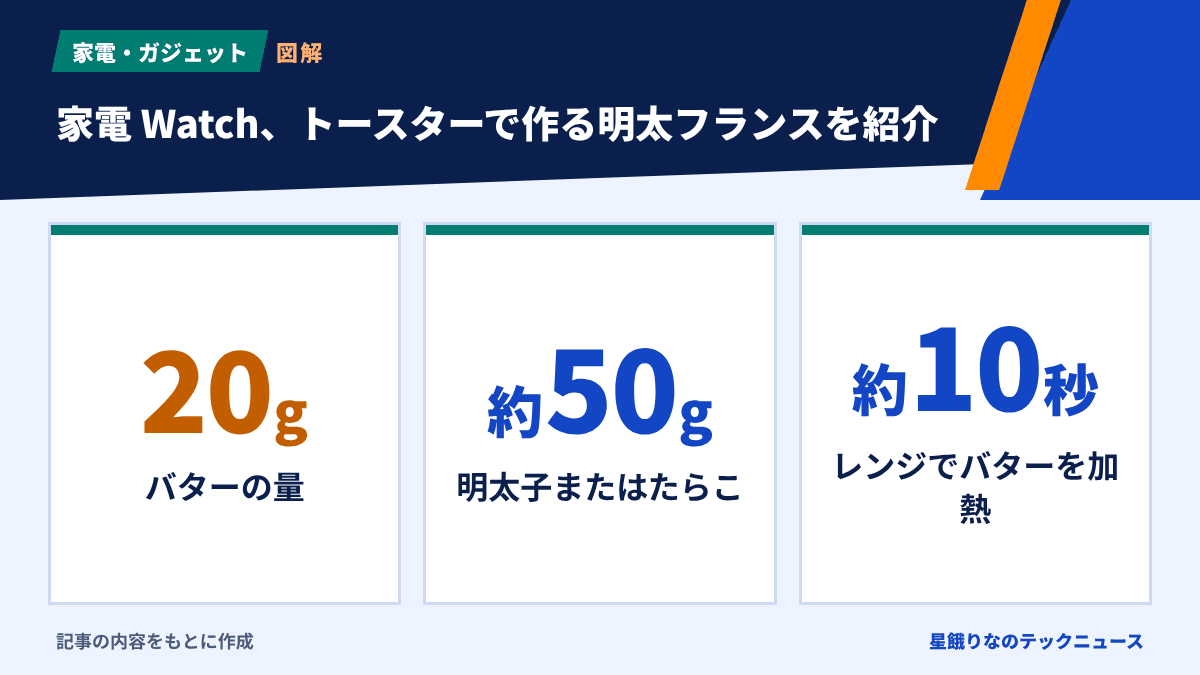 家電・ガジェット 図解
家電 Watch、トースターで作る明太フランスを紹介
20g
バターの量
約50g
明太子またはたらこ
約10秒
レンジでバターを加
熱
記事の内容をもとに作成
星餓りなのテックニュース